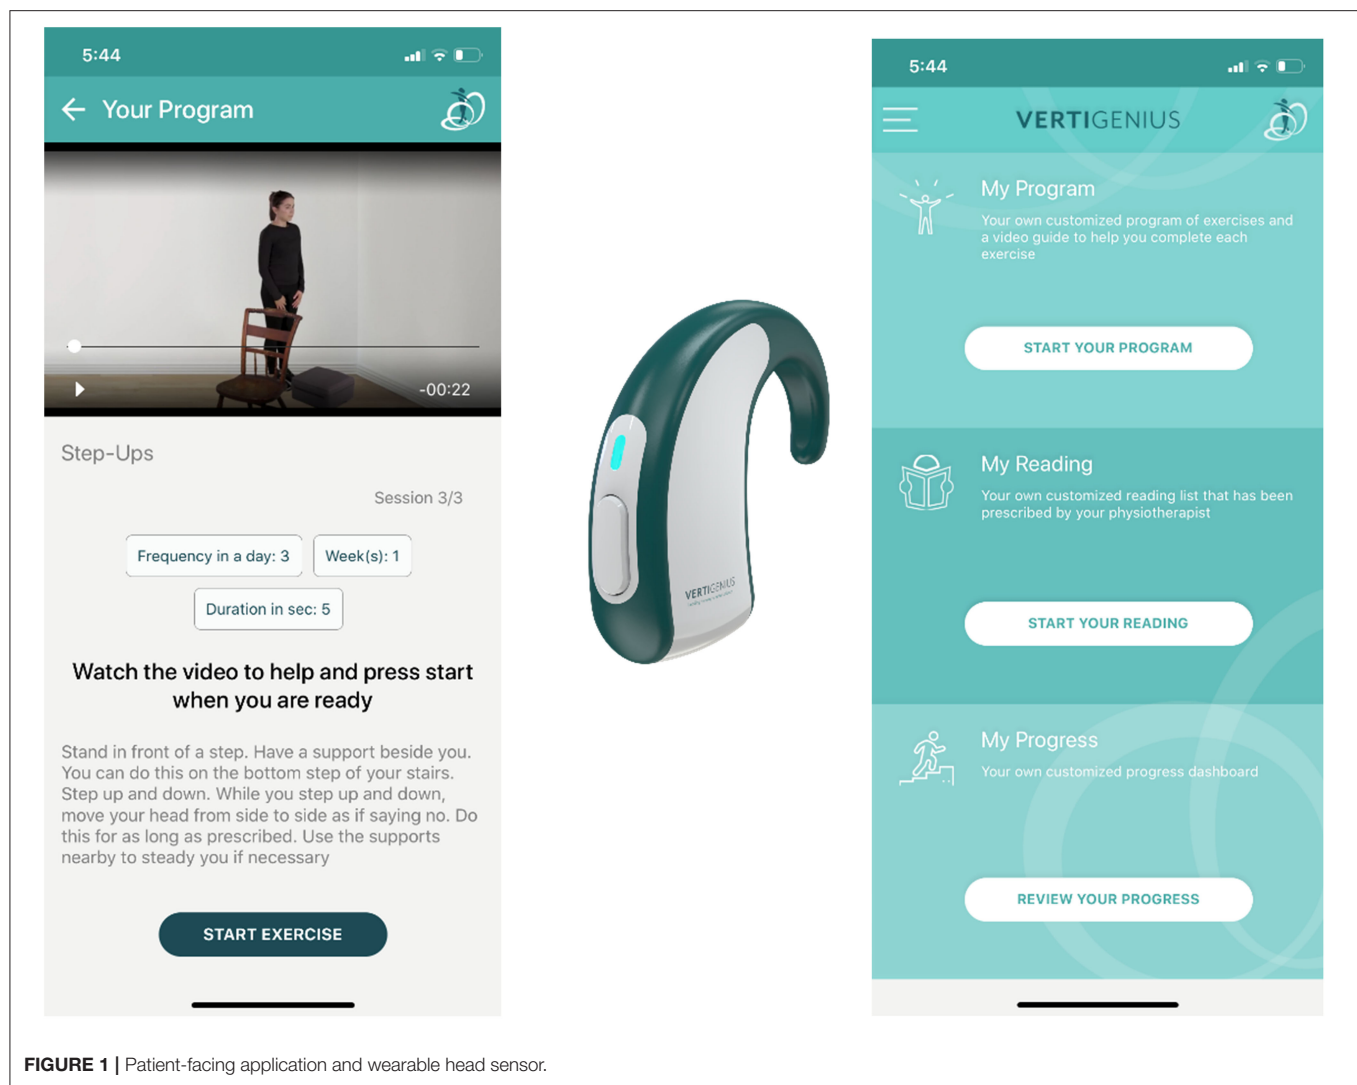 5:44
Your Program
-00:22
Step-Ups
Session 3/3
Frequency in a day: 3
Week(s): 1
Duration in sec: 5
Watch the video to help and press start
when you are ready
Stand in front of a step. Have a support beside you.
You can do this on the bottom step of your stairs.
Step up and down. While you step up and down,
move your head from side to side as if saying no. Do
this for as long as prescribed. Use the supports
nearby to steady you if necessary
START EXERCISE
VERTIGENIUS
5:44
VERTIGENIUS
My Program
Your own customized program of exercises and
a video guide to help you complete each
exercise
START YOUR PROGRAM
My Reading
Your own customized reading list that has been
prescribed by your physiotherapist
START YOUR READING
My Progress
Your own customized progress dashboard
REVIEW YOUR PROGRESS
FIGURE 1 | Patient-facing application and wearable head sensor.